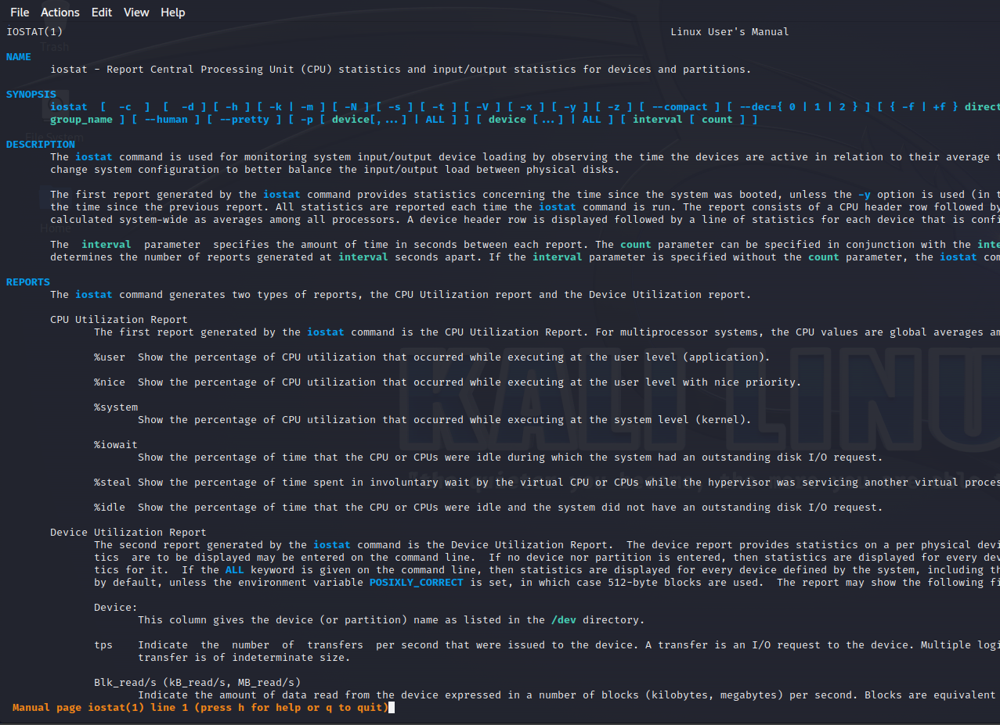 File Actions Edit View Help
IOSTAT(1) Linux User's Manual
NAME
iostat - Report Central Processing Unit (CPU) statistics and input/output statistics for devices and partitions.
SYNOPSIS
iostat [ -c ] [ -d ] [ -h ] [ -k | -m ] [ -N ] [ -s ] [ -t ] [ -V ] [ -x ] [ -y ] [ -z ] [ --compact ] [ --dec={ 0 | 1 | 2 } ] [ { -f | +f } direct
group_name ] [ --human ] [ --pretty ] [ -p [ device[,...] | ALL ] ] [ device [...] | ALL ] [ interval [ count ] ]
DESCRIPTION
The iostat command is used for monitoring system input/output device loading by observing the time the devices are active in relation to their average t
change system configuration to better balance the input/output load between physical disks.
The first report generated by the iostat command provides statistics concerning the time since the system was booted, unless the -y option is used (in t
the time since the previous report. All statistics are reported each time the iostat command is run. The report consists of a CPU header row followed by
calculated system-wide as averages among all processors. A device header row is displayed followed by a line of statistics for each device that is confi
The interval parameter specifies the amount of time in seconds between each report. The count parameter can be specified in conjunction with the inte
determines the number of reports generated at interval seconds apart. If the interval parameter is specified without the count parameter, the iostat com
REPORTS
The iostat command generates two types of reports, the CPU Utilization report and the Device Utilization report.
CPU Utilization Report
The first report generated by the iostat command is the CPU Utilization Report. For multiprocessor systems, the CPU values are global averages am
%user Show the percentage of CPU utilization that occurred while executing at the user level (application).
%nice Show the percentage of CPU utilization that occurred while executing at the user level with nice priority.
%system
Show the percentage of CPU utilization that occurred while executing at the system level (kernel).
%iowait
Show the percentage of time that the CPU or CPUs were idle during which the system had an outstanding disk I/O request.
%steal Show the percentage of time spent in involuntary wait by the virtual CPU or CPUs while the hypervisor was servicing another virtual proces
%idle Show the percentage of time that the CPU or CPUs were idle and the system did not have an outstanding disk I/O request.
Device Utilization Report
The second report generated by the iostat command is the Device Utilization Report. The device report provides statistics on a per physical devi
tics are to be displayed may be entered on the command line. If no device nor partition is entered, then statistics are displayed for every dev
tics for it. If the ALL keyword is given on the command line, then statistics are displayed for every device defined by the system, including th
by default, unless the environment variable POSIXLY_CORRECT is set, in which case 512-byte blocks are used. The report may show the following fi
Device:
This column gives the device (or partition) name as listed in the /dev directory.
tps Indicate the number of transfers per second that were issued to the device. A transfer is an I/O request to the device. Multiple logi
transfer is of indeterminate size.
Blk_read/s (kB_read/s, MB_read/s)
Indicate the amount of data read from the device expressed in a number of blocks (kilobytes, megabytes) per second. Blocks are equivalent
Manual page iostat(1) line 1 (press h for help or q to quit)
Trash
File System
Home
KALI LINU